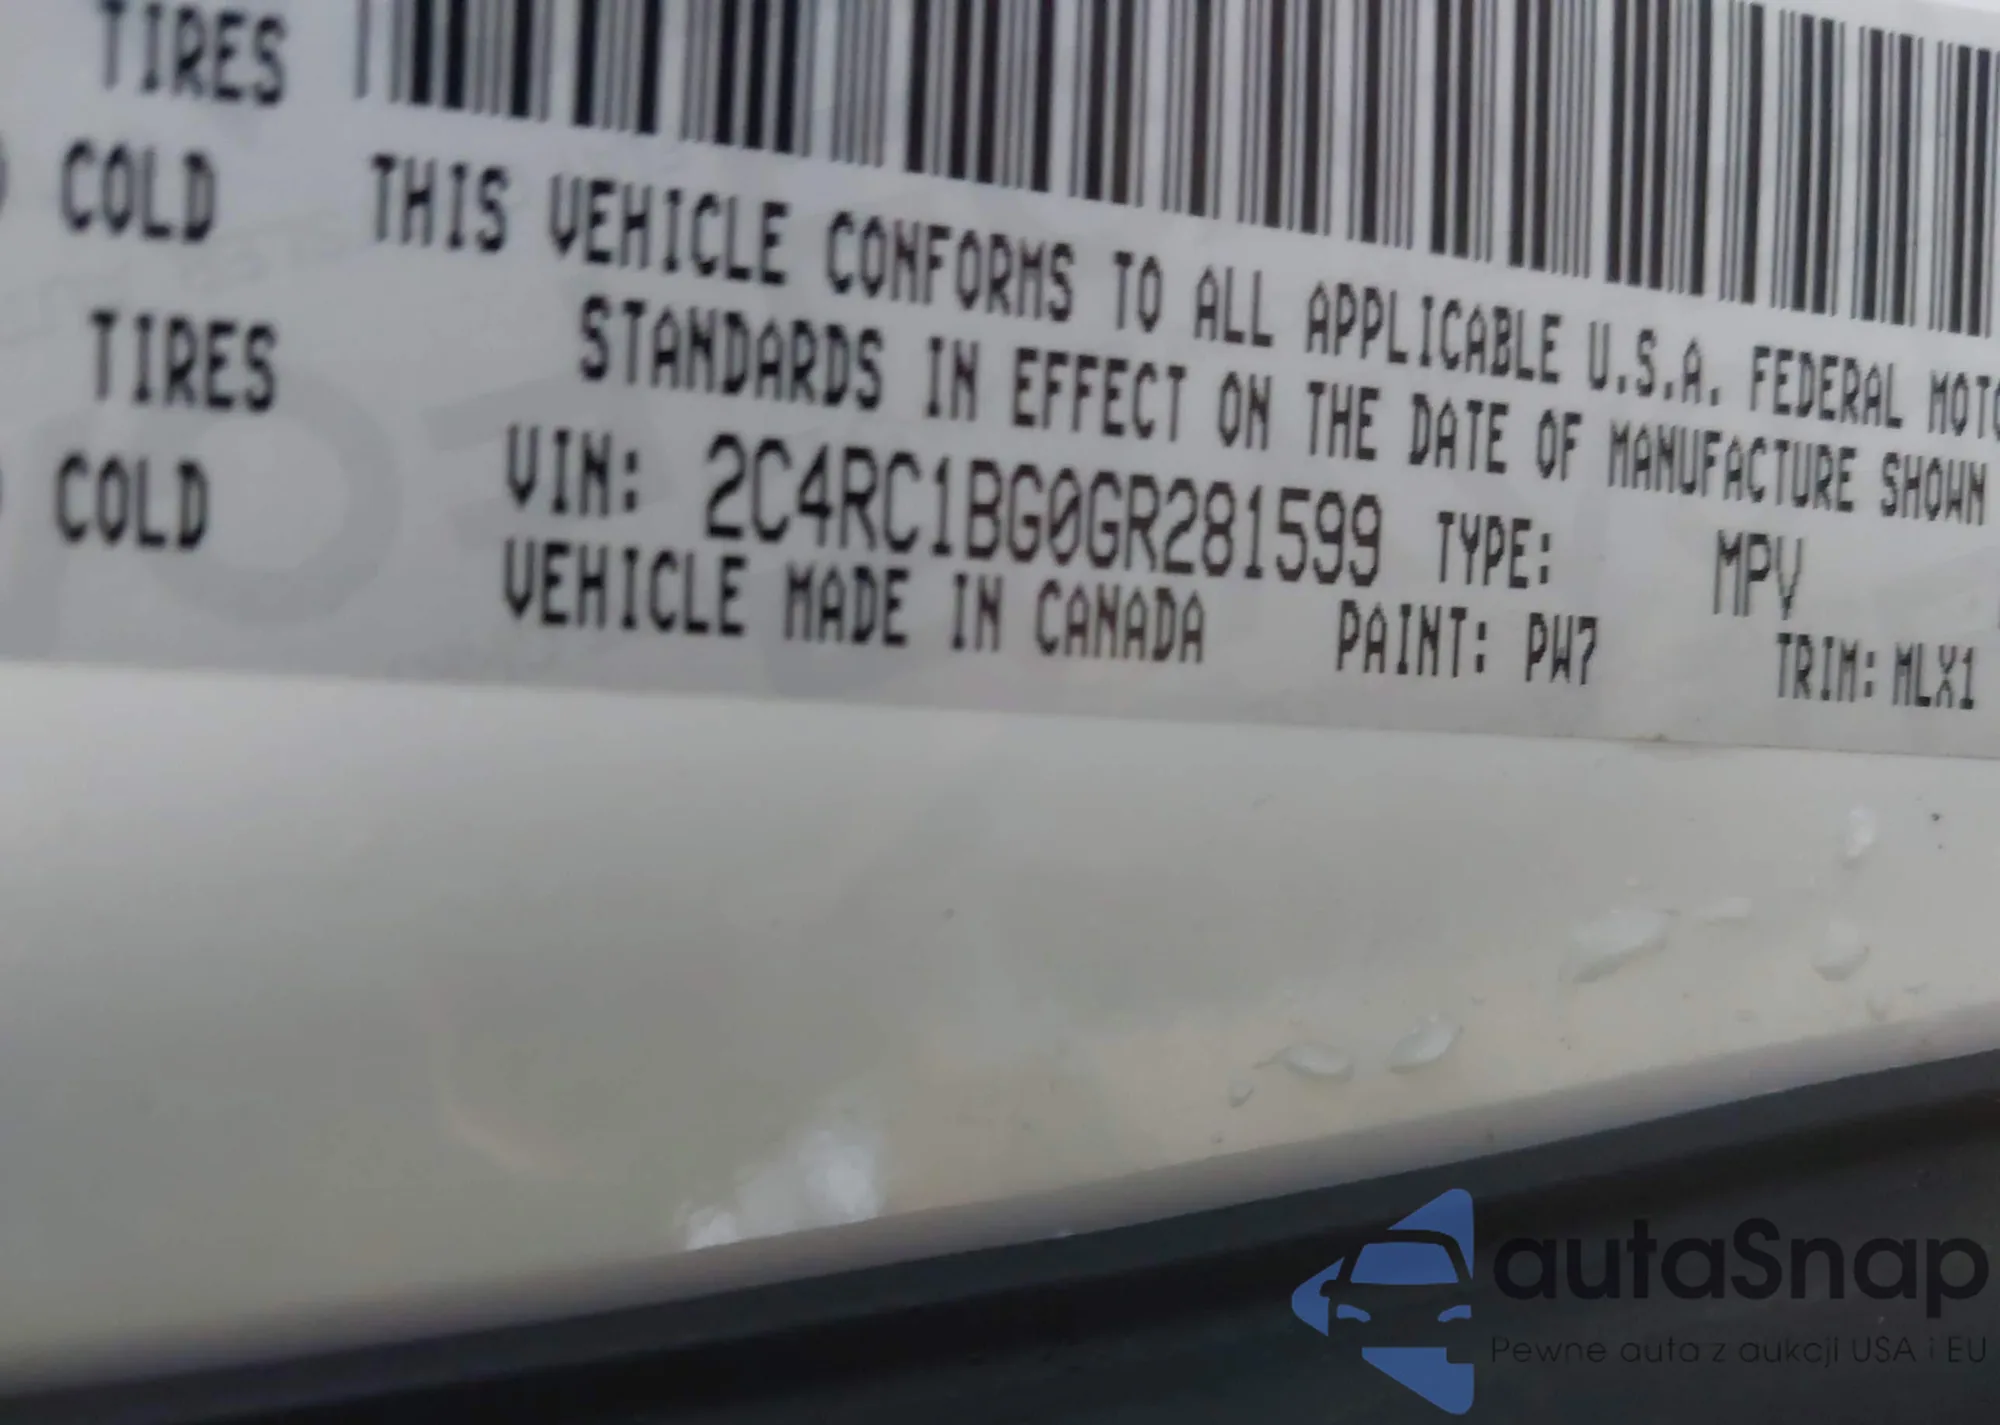 TIRES
COLD
THIS VEHICLE CONFORMS TO ALL APPLICABLE U.S.A. FEDERAL MOTO
STANDARDS IN EFFECT ON THE DATE OF MANUFACTURE SHOWN
TIRES
COLD
VIN: 2C4RC1BG0GR281599 TYPE: MPV
VEHICLE MADE IN CANADA PAINT: PW7 TRIM: MLX1
autaSnap
Pewne auta z aukcji USA i EU